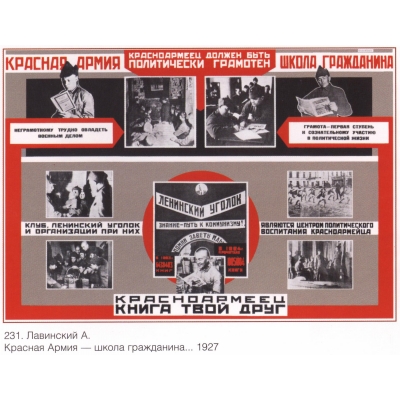 КРАСНАЯ АРМИЯ
КРАСНОАРМЕЕЦ ДОЛЖЕН БЫТЬ
ПОЛИТИЧЕСКИ ГРАМОТЕН
ШКОЛА ГРАЖДАНИНА
НЕГРАМОТНОМУ ТРУДНО ОВЛАДЕТЬ
ВОЕННЫМ ДЕЛОМ
ГРАМОТА-ПЕРВАЯ СТУПЕНЬ
К СОЗНАТЕЛЬНОМУ УЧАСТИЮ
В ПОЛИТИЧЕСКОЙ ЖИЗНИ
ЛЕНИНСКИЙ УГОЛОК
ЗНАНИЕ-ПУТЬ К КОММУНИЗМУ!
КЛУБ, ЛЕНИНСКИЙ УГОЛОК
И ОРГАНИЗАЦИИ ПРИ НИХ
ЯВЛЯЮТСЯ ЦЕНТРОМ ПОЛИТИЧЕСКОГО
ВОСПИТАНИЯ КРАСНОАРМЕЙЦА
КРАСНОАРМЕЕЦ
КНИГА ТВОЙ ДРУГ
231. Лавинский А.
Красная Армия — школа гражданина... 1927